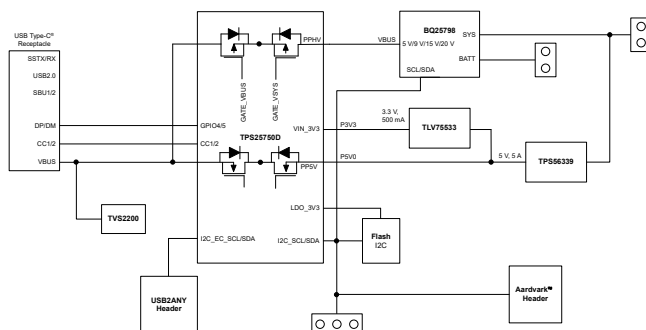 USB Type-C®
Receptacle
SSTX/RX
USB2.0
SBU1/2
DP/DM
CC1/2
VBUS
TVS2200
GATE_VBUS
GATE_VSYS
PPHV
GPIO4/5
CC1/2
TPS25750D
VIN_3V3
PP5V
LDO_3V3
I2C_EC_SCL/SDA
I2C_SCL/SDA
USB2ANY
Header
VBUS
BQ25798
5 V/9 V/15 V/20 V
SYS
BATT
SCL/SDA
P3V3
3.3 V,
500 mA
TLV75533
P5V0
5 V, 5 A
TPS56339
Flash
I2C
Aardvark™
Header